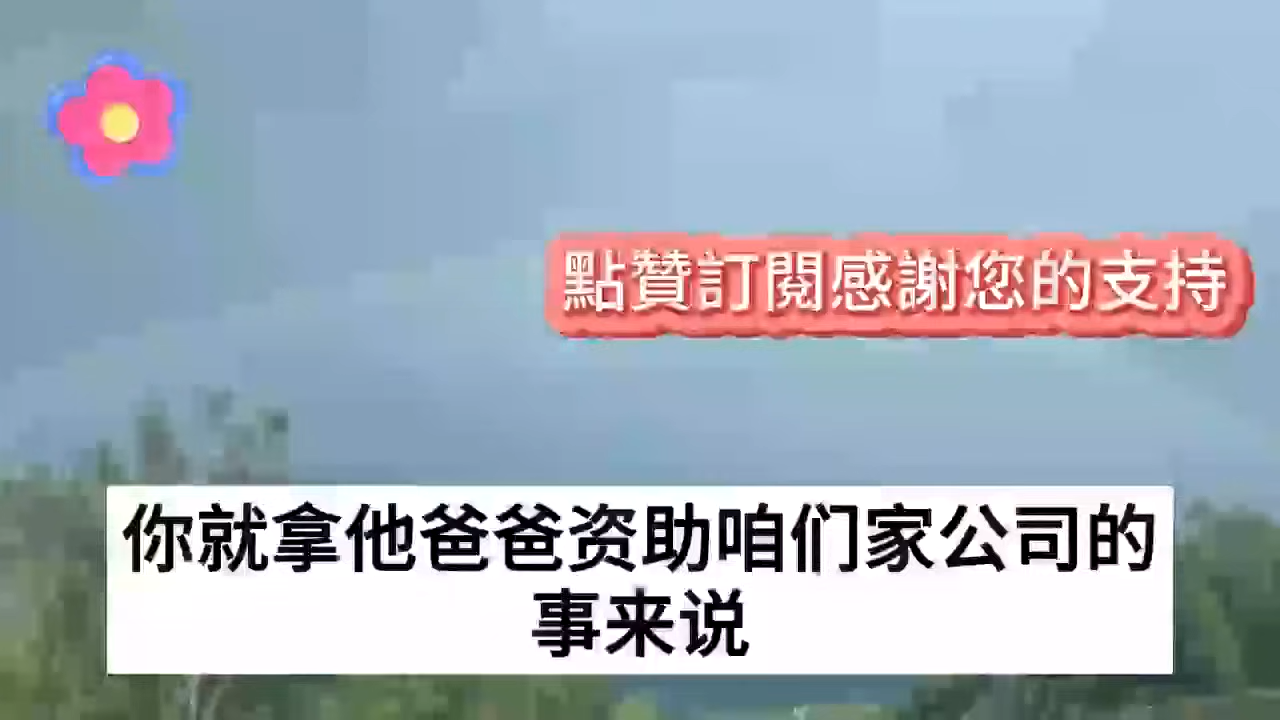 點贊訂閱感謝您的支持
你就拿他爸爸资助咱们家公司的
事来说